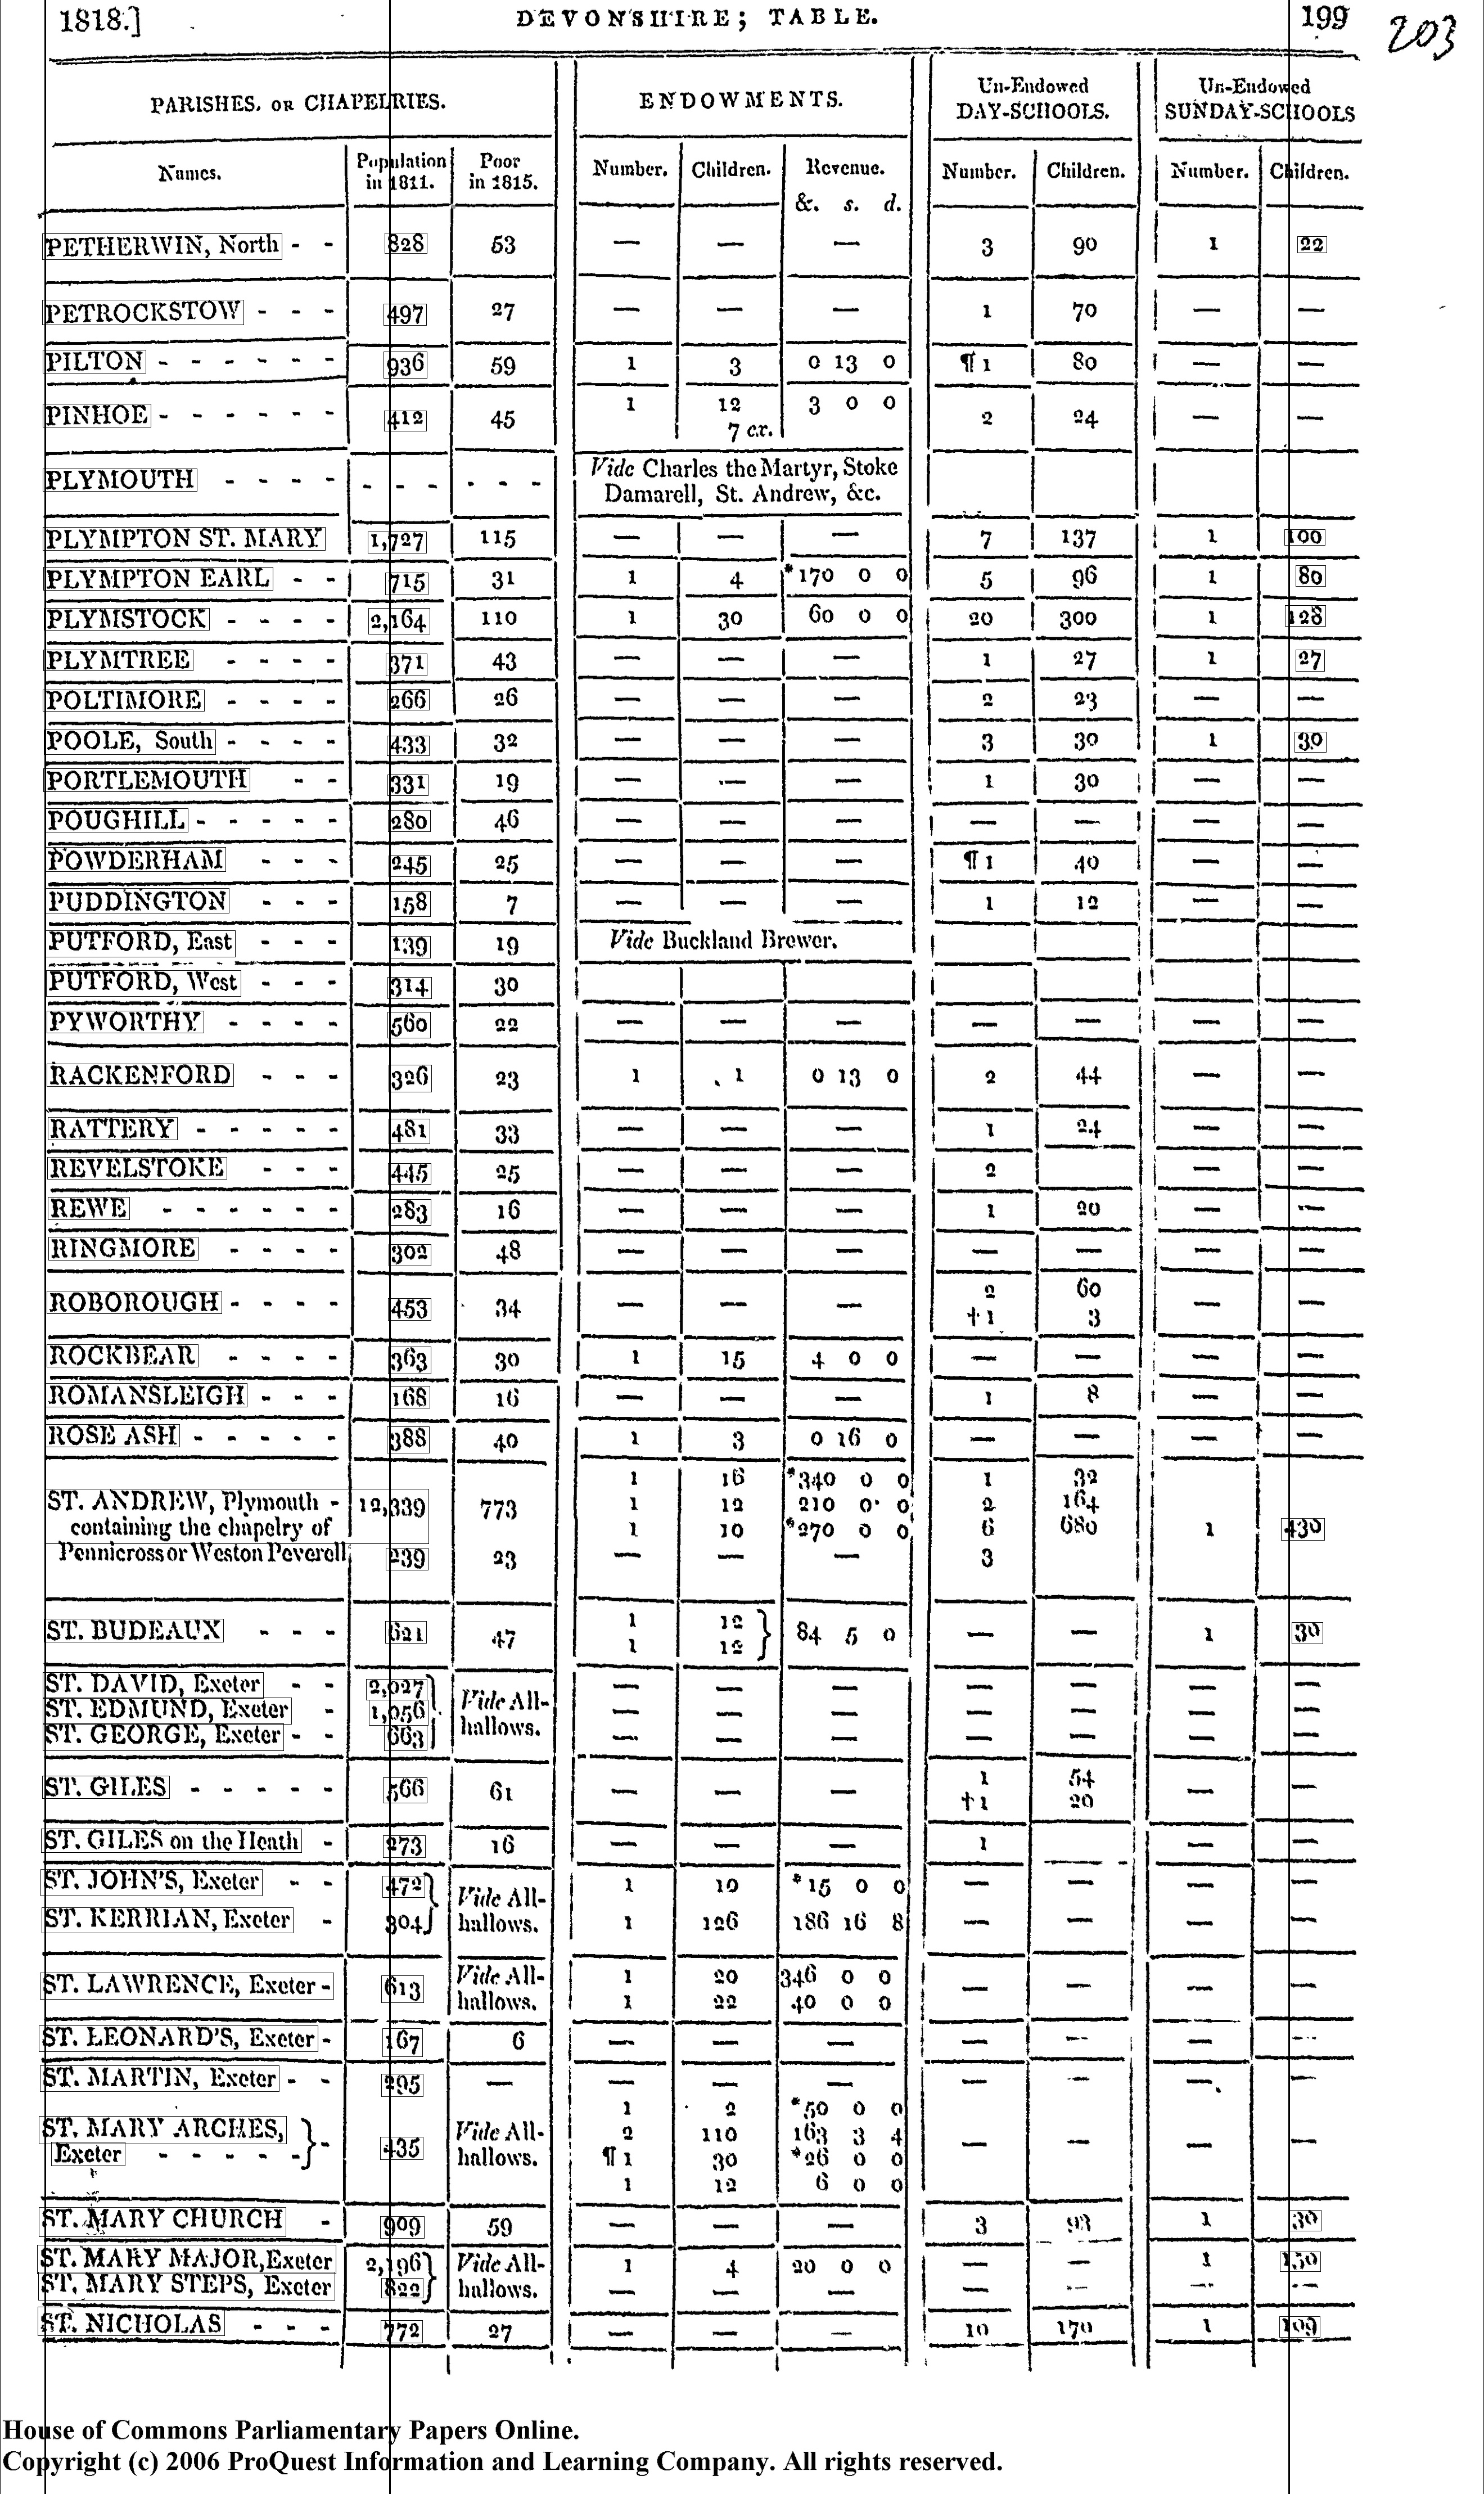 1818.] DEVONSHIRE; TABLE. 199 203
PARISHES, OR CHAPELRIES. ENDOWMENTS. Un-Endowed DAY-SCHOOLS. Un-Endowed SUNDAY-SCHOOLS
Names. Population in 1811. Poor in 1815. Number. Children. Revenue. Number. Children. Number. Children.
&. s. d.
PETHERWIN, North - - 828 53 — — — 3 90 1 22
PETROCKSTOW - - - 497 27 — — — 1 70 — —
PILTON - - - - - - 936 59 1 3 0 13 0 ¶ 1 80 — —
PINHOE - - - - - - 412 45 1 12 3 0 0 2 24 — —
7 ex.
PLYMOUTH - - - - - - - - - - - Vide Charles the Martyr, Stoke
Damarell, St. Andrew, &c.
PLYMPTON ST. MARY 1,727 115 — — — 7 137 1 100
PLYMPTON EARL - - 715 31 1 4 *170 0 0 5 96 1 80
PLYMSTOCK - - - - 2,164 110 1 30 60 0 0 20 300 1 128
PLYMTREE - - - - 371 43 — — — 1 27 1 27
POLTIMORE - - - - 266 26 — — — 2 23 — —
POOLE, South - - - - 433 32 — — — 3 30 1 30
PORTLEMOUTH - - 331 19 — — — 1 30 — —
POUGHILL - - - - - 280 46 — — — — — — —
POWDERHAM - - - 245 25 — — — ¶ 1 40 — —
PUDDINGTON - - - 158 7 — — — 1 12 — —
PUTFORD, East - - - 139 19 Vide Buckland Brewer.
PUTFORD, West - - - 314 30
PYWORTHY - - - - 560 22 — — — — — — —
RACKENFORD - - - 326 23 1 1 0 13 0 2 44 — —
RATTERY - - - - - 481 33 — — — 1 24 — —
REVELSTOKE - - - 445 25 — — — 2 — —
REWE - - - - - - 283 16 — — — 1 20 — —
RINGMORE - - - - 302 48 — — — — — — —
ROBOROUGH - - - - 453 34 — — — 2 60 — —
† 1 3
ROCKBEAR - - - - 363 30 1 15 4 0 0 — — — —
ROMANSLEIGH - - - 168 16 — — — 1 8 — —
ROSE ASH - - - - - 388 40 1 3 0 16 0 — — — —
1 16 *340 0 0 1 32
ST. ANDREW, Plymouth - 12,339 773 1 12 210 0 0 2 164
containing the chapelry of 1 10 *270 0 0 6 680 1 430
Pennicross or Weston Peverell 239 23 — — — 3
ST. BUDEAUX - - - 621 47 1 12 } 84 5 0 — — 1 30
1 12
ST. DAVID, Exeter - - 2,027 } Vide All- — — — — — — —
ST. EDMUND, Exeter - 1,056 hallows. — — — — — — —
ST. GEORGE, Exeter - - 663 — — — — — — —
ST. GILES - - - - - 566 61 — — — 1 54 — —
† 1 20
ST. GILES on the Heath - 273 16 — — — 1 — —
ST. JOHN'S, Exeter - - 472 } Vide All- 1 10 *15 0 0 — — — —
ST. KERRIAN, Exeter - 304 hallows. 1 126 186 16 8 — — — —
ST. LAWRENCE, Exeter - 613 Vide All- 1 20 346 0 0 — — — —
hallows. 1 22 40 0 0
ST. LEONARD'S, Exeter - 167 6 — — — — — — —
ST. MARTIN, Exeter - - 295 — — — — — — — —
1 2 *50 0 0
ST. MARY ARCHES, } - 435 Vide All- 2 110 163 3 4 — — — —
Exeter - - - - - hallows. ¶ 1 30 *26 0 0
1 12 6 0 0
ST. MARY CHURCH - 909 59 — — — 3 93 1 30
ST. MARY MAJOR, Exeter 2,196 } Vide All- 1 4 20 0 0 — — 1 150
ST. MARY STEPS, Exeter 822 hallows. — — — — — — —
ST. NICHOLAS - - - 772 27 — — — 10 170 1 109
House of Commons Parliamentary Papers Online.
Copyright (c) 2006 ProQuest Information and Learning Company. All rights reserved.